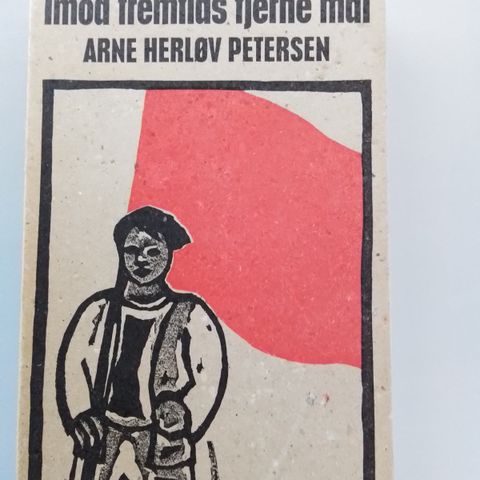 Imod fremtids fjerne mål
ARNE HERLØV PETERSEN